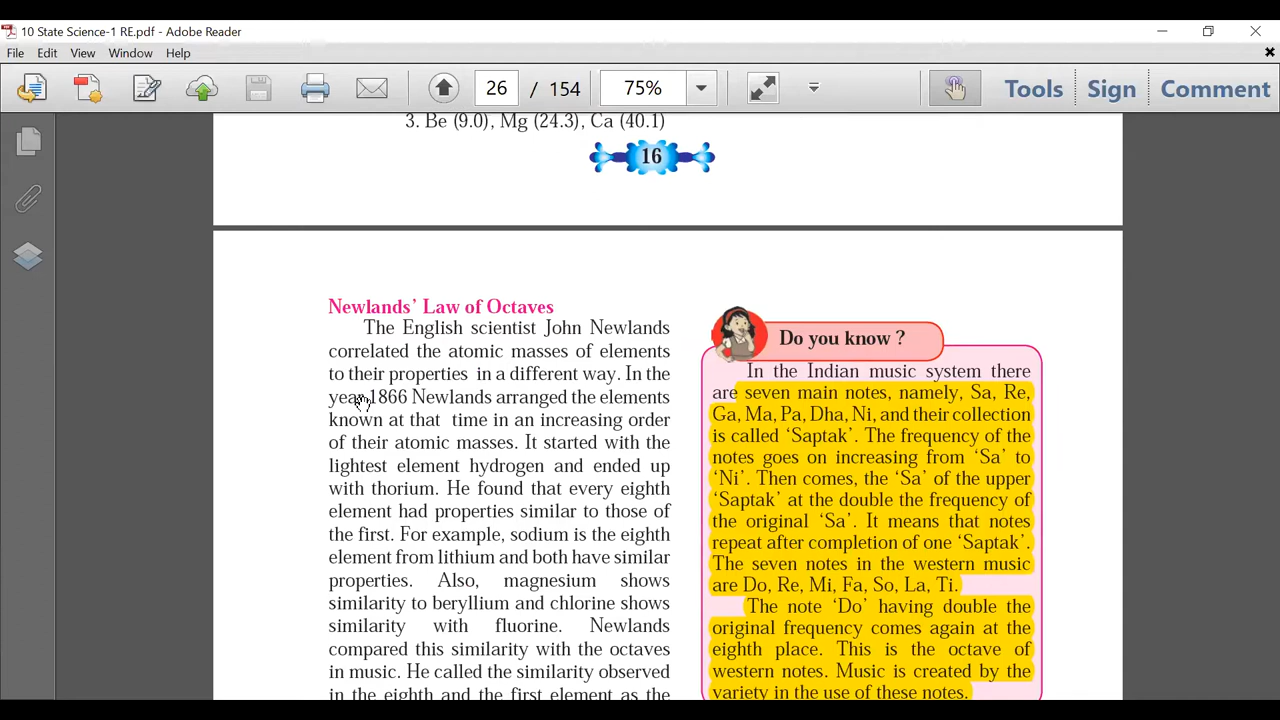 10 State Science-1 RE.pdf - Adobe Reader
File Edit View Window Help
26 / 154 75% Tools Sign Comment
3. Be (9.0), Mg (24.3), Ca (40.1)
16
Newlands’ Law of Octaves
The English scientist John Newlands
correlated the atomic masses of elements
to their properties in a different way. In the
year 1866 Newlands arranged the elements
known at that time in an increasing order
of their atomic masses. It started with the
lightest element hydrogen and ended up
with thorium. He found that every eighth
element had properties similar to those of
the first. For example, sodium is the eighth
element from lithium and both have similar
properties. Also, magnesium shows
similarity to beryllium and chlorine shows
similarity with fluorine. Newlands
compared this similarity with the octaves
in music. He called the similarity observed
in the eighth and the first element as the
Do you know ?
In the Indian music system there
are seven main notes, namely, Sa, Re,
Ga, Ma, Pa, Dha, Ni, and their collection
is called ‘Saptak’. The frequency of the
notes goes on increasing from ‘Sa’ to
‘Ni’. Then comes, the ‘Sa’ of the upper
‘Saptak’ at the double the frequency of
the original ‘Sa’. It means that notes
repeat after completion of one ‘Saptak’.
The seven notes in the western music
are Do, Re, Mi, Fa, So, La, Ti.
The note ‘Do’ having double the
original frequency comes again at the
eighth place. This is the octave of
western notes. Music is created by the
variety in the use of these notes.